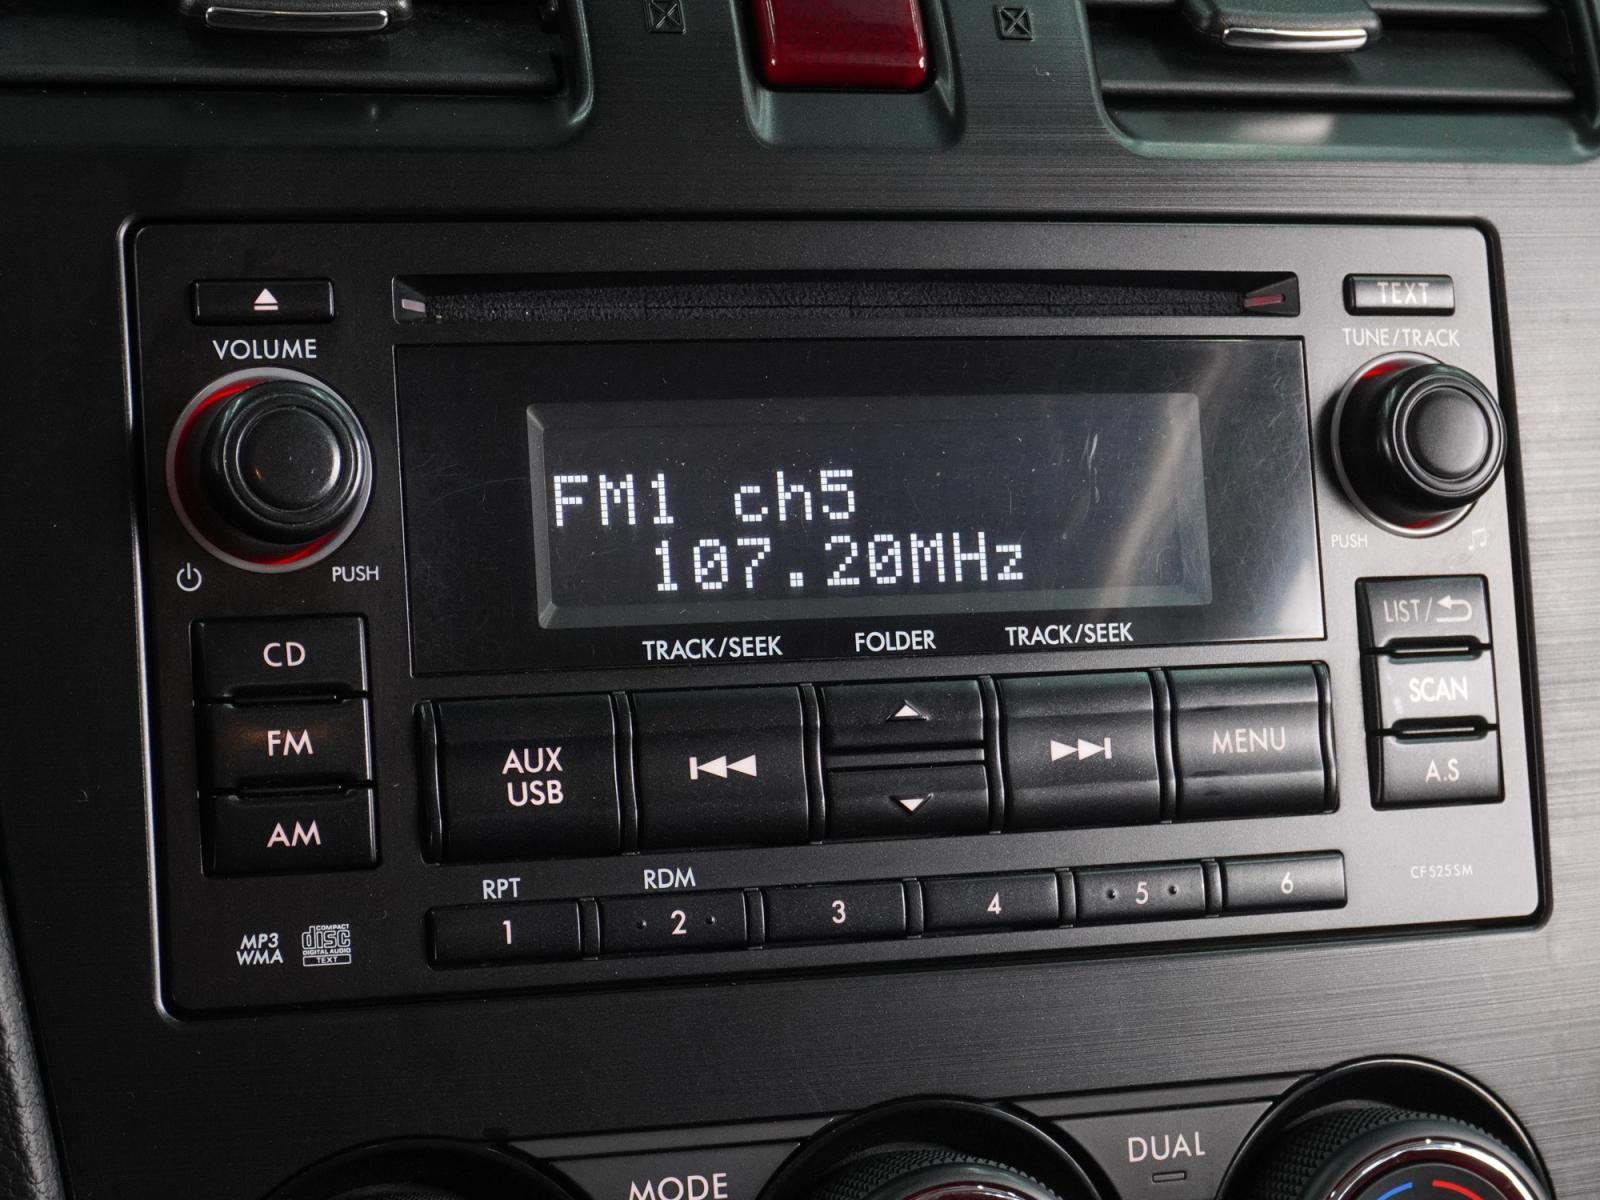 TEXT
VOLUME
TUNE/TRACK
FM1 ch5
107.20MHz
PUSH
PUSH
TRACK/SEEK
FOLDER
TRACK/SEEK
LIST/
CD
SCAN
FM
AUX
USB
MENU
A.S
AM
RPT
RDM
CF525SM
1
2
3
4
5
6
MP3
WMA
COMPACT
disc
DIGITAL AUDIO
TEXT
DUAL
MODE